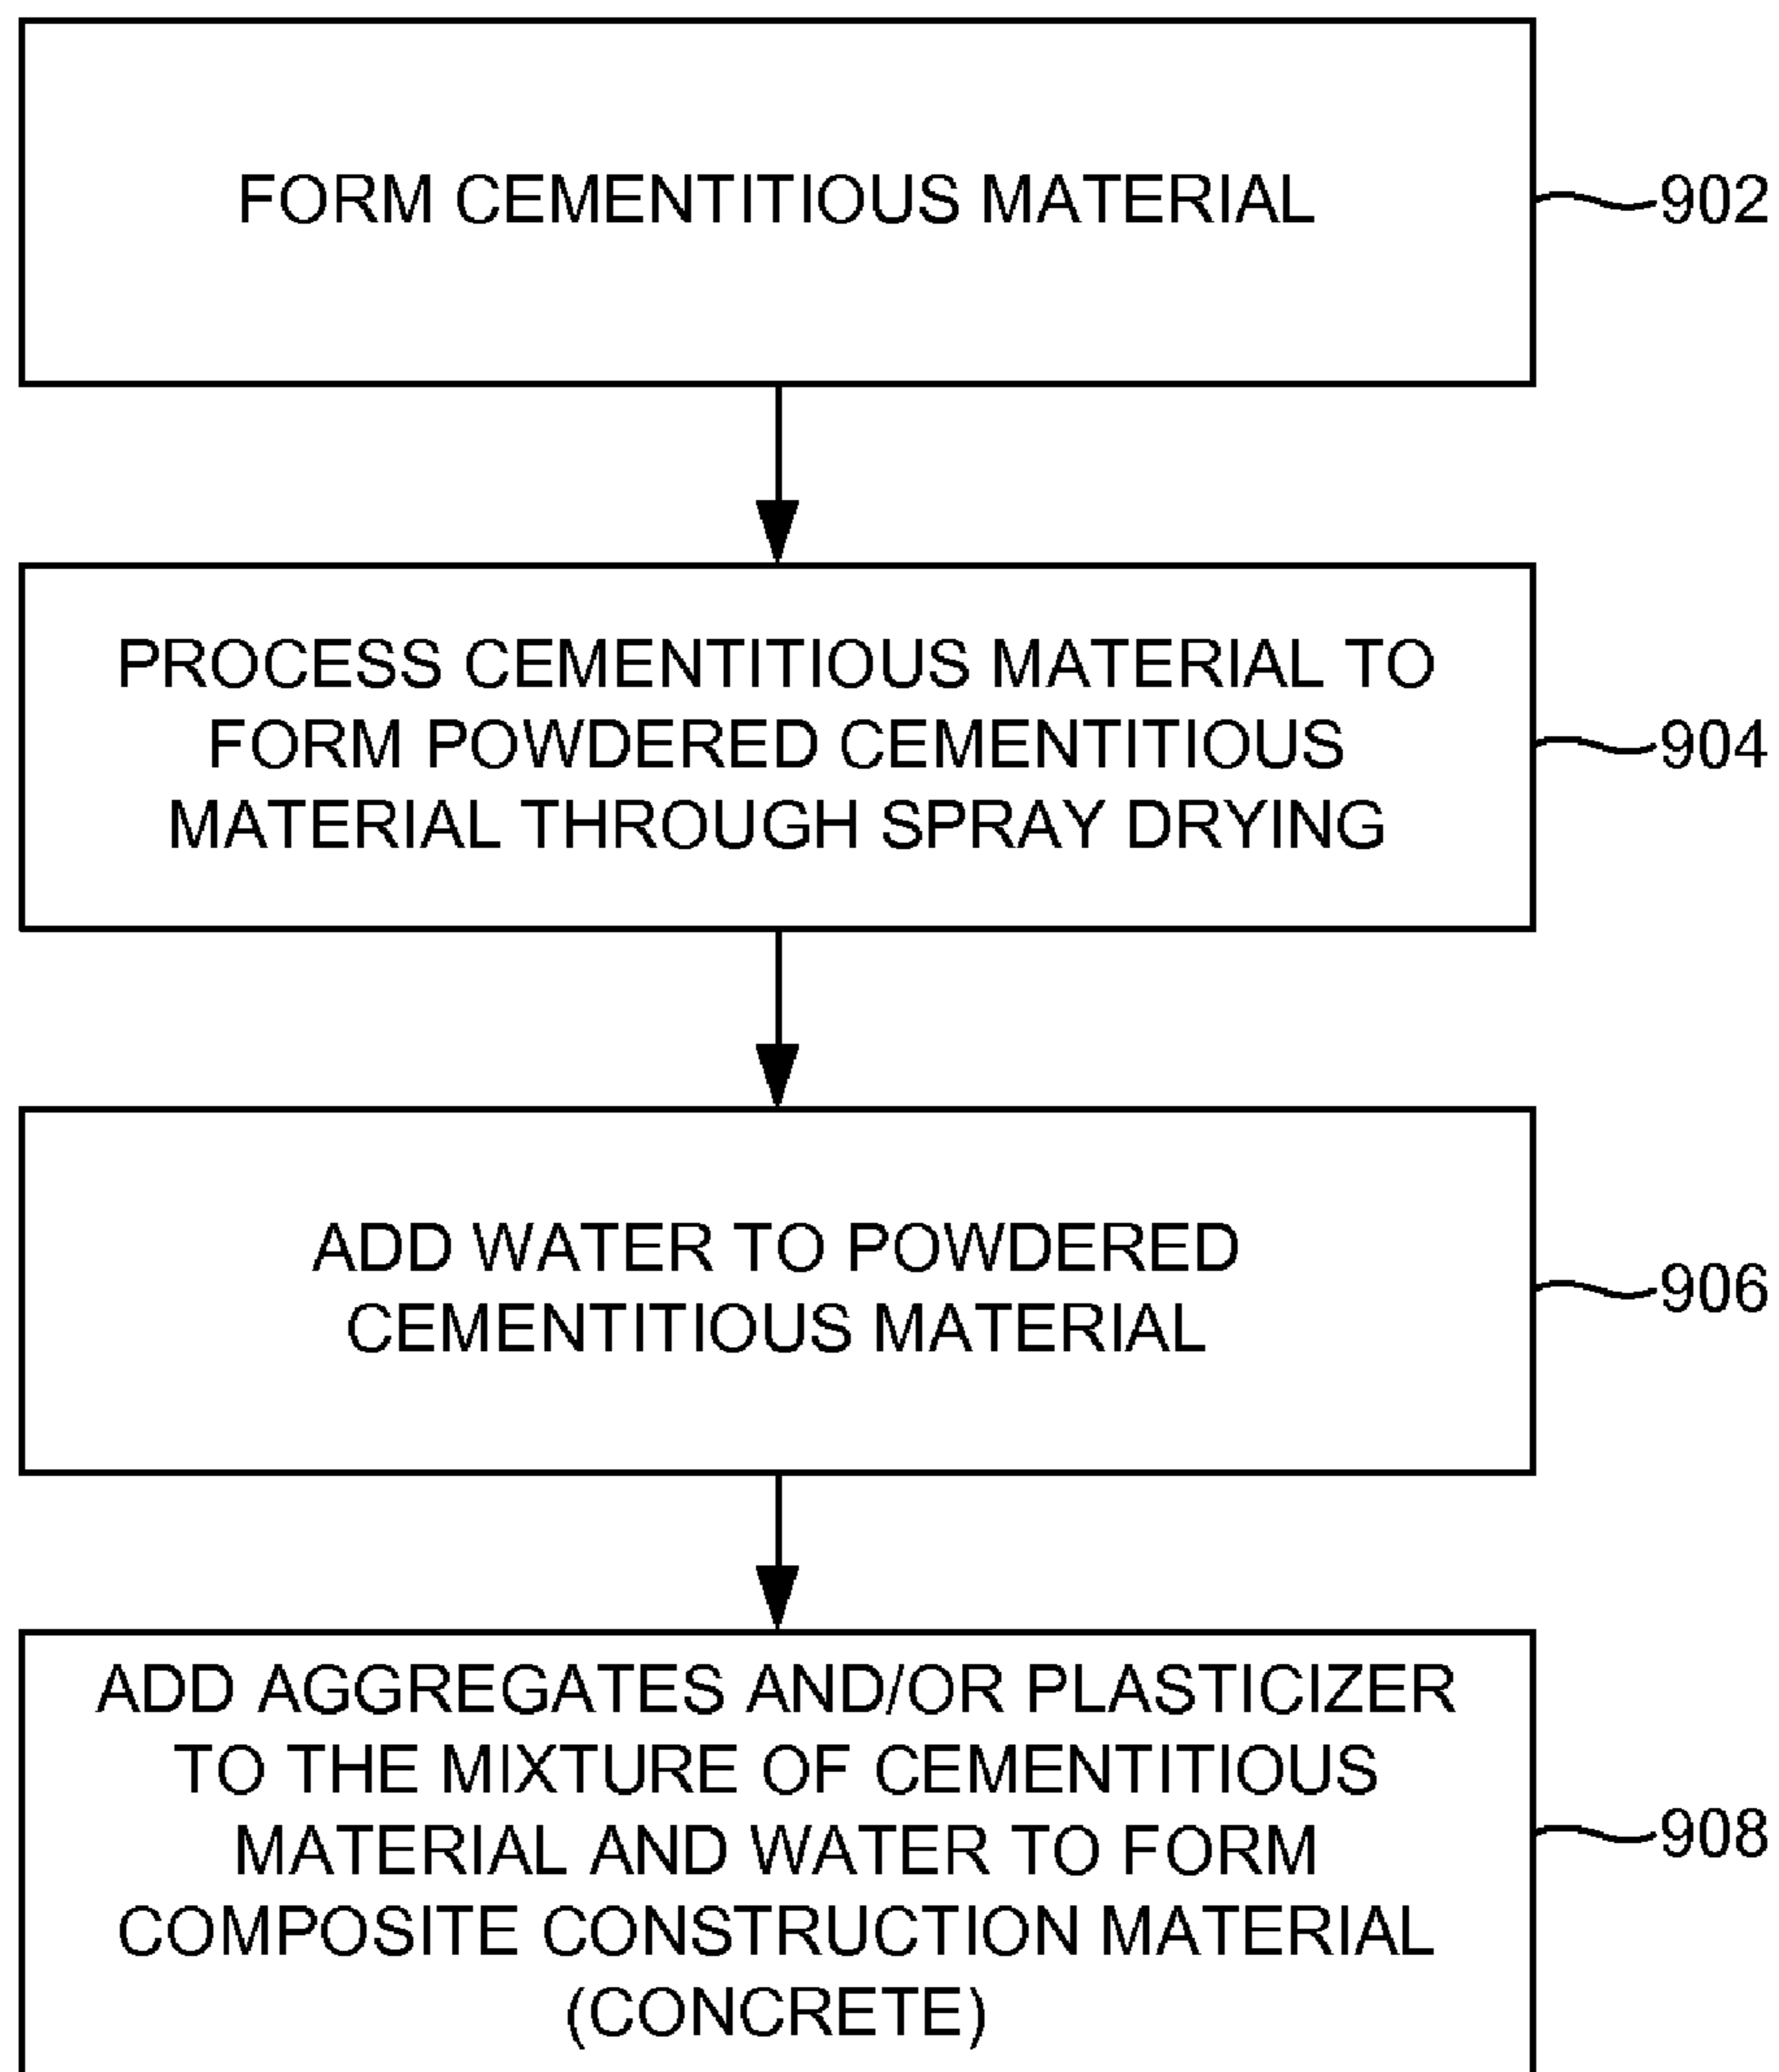 FORM CEMENTITIOUS MATERIAL
902
PROCESS CEMENTITIOUS MATERIAL TO
FORM POWDERED CEMENTITIOUS
MATERIAL THROUGH SPRAY DRYING
904
ADD WATER TO POWDERED
CEMENTITIOUS MATERIAL
906
ADD AGGREGATES AND/OR PLASTICIZER
TO THE MIXTURE OF CEMENTITIOUS
MATERIAL AND WATER TO FORM
COMPOSITE CONSTRUCTION MATERIAL
(CONCRETE)
908